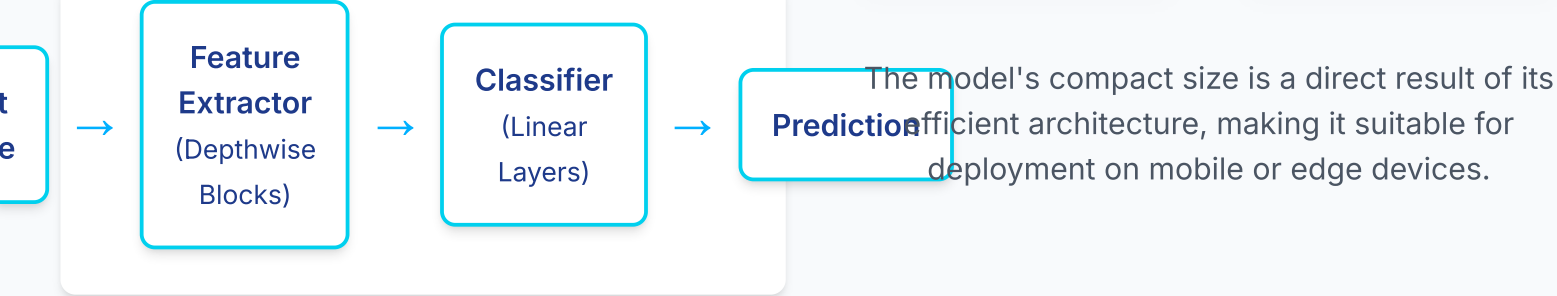 t
e
Feature
Extractor
(Depthwise
Blocks)
Classifier
(Linear
Layers)
Prediction
The model's compact size is a direct result of its
efficient architecture, making it suitable for
deployment on mobile or edge devices.